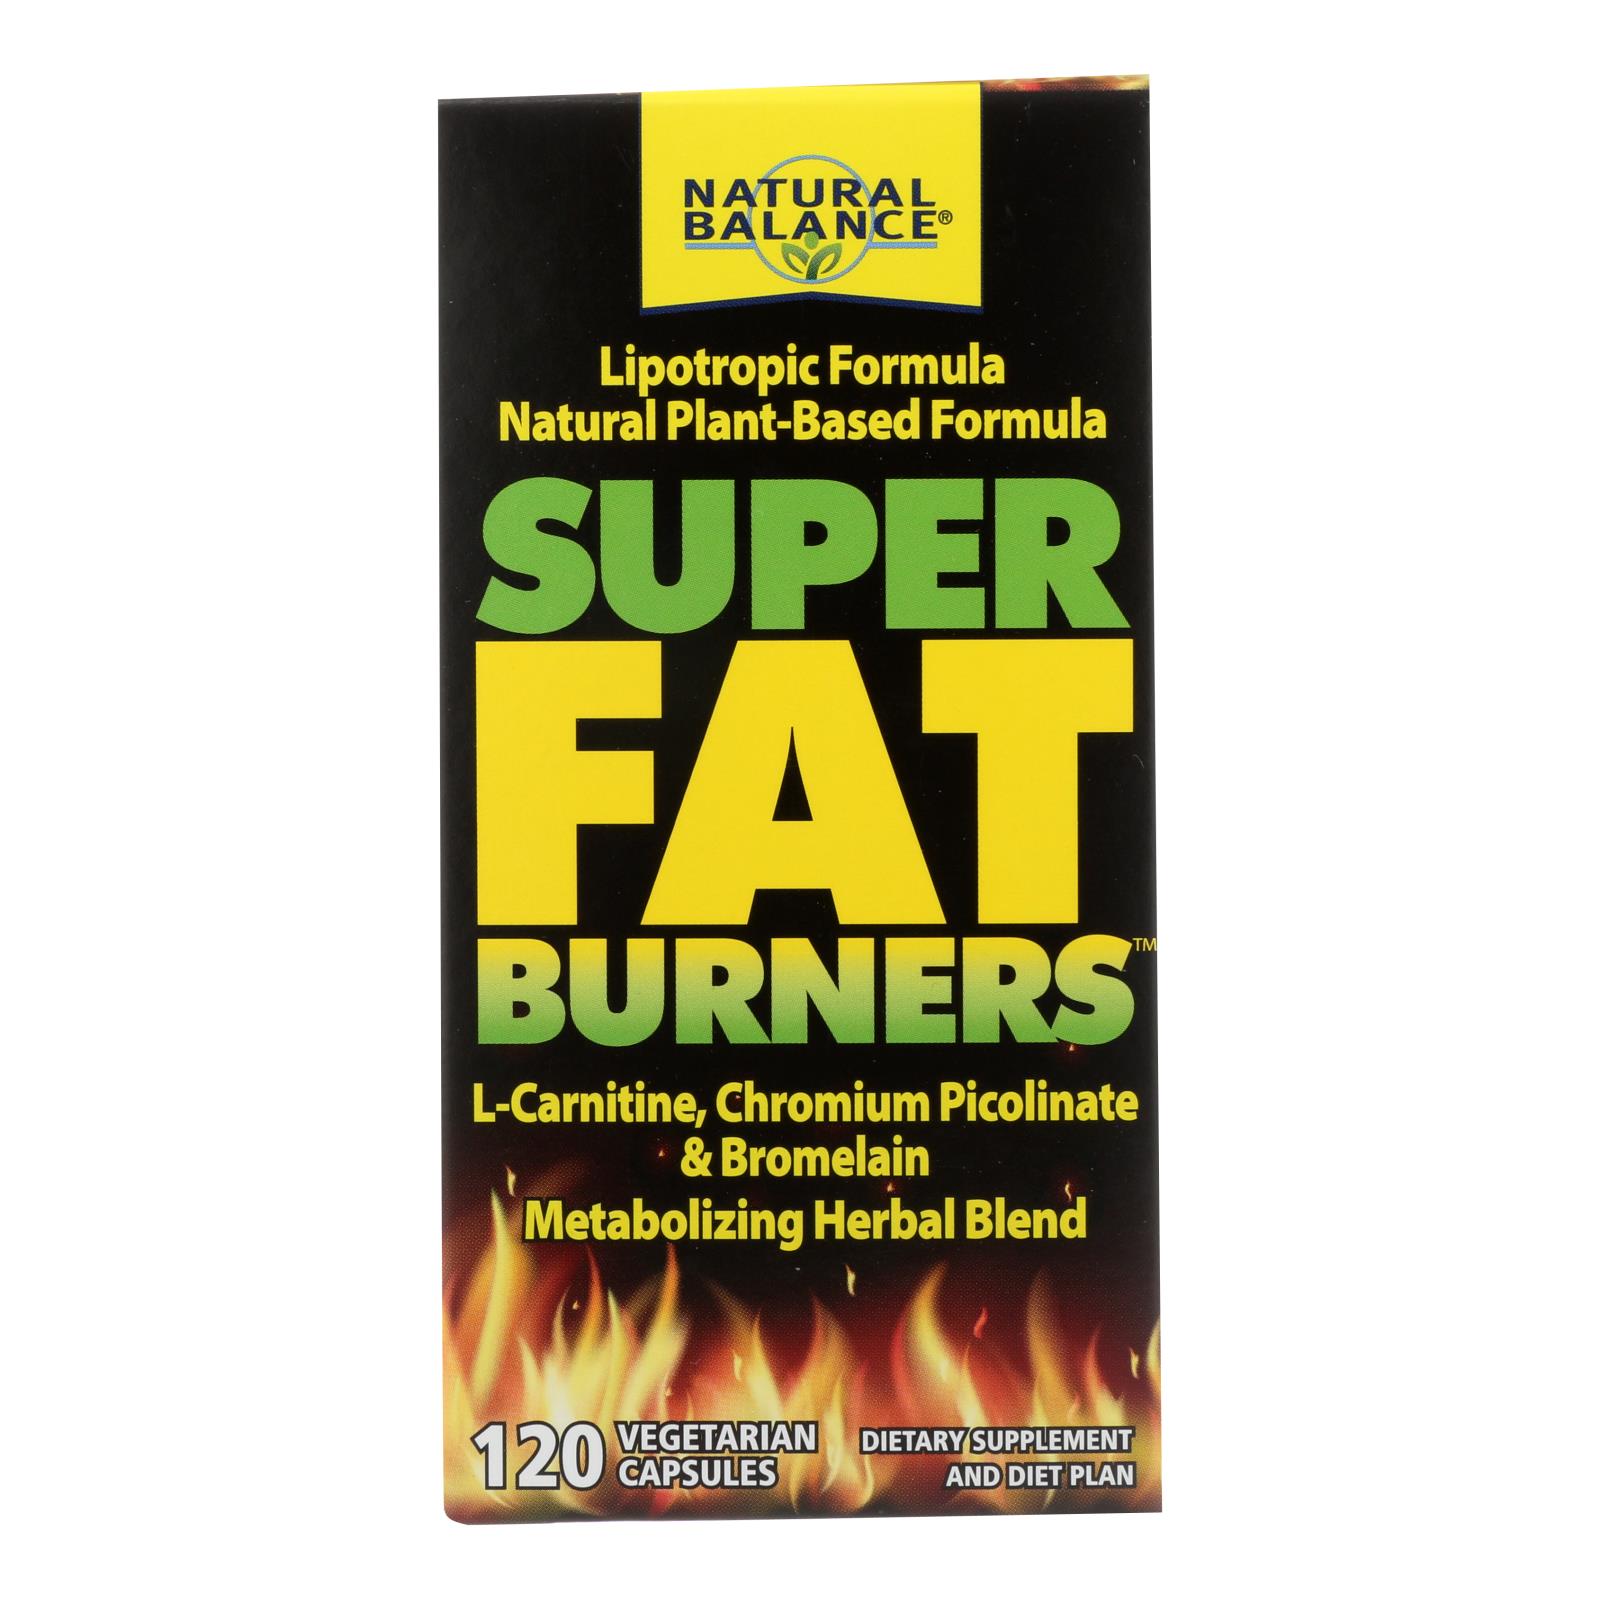 NATURAL
BALANCE®
Lipotropic Formula
Natural Plant-Based Formula
SUPER
FAT
BURNERS™
L-Carnitine, Chromium Picolinate
& Bromelain
Metabolizing Herbal Blend
120 VEGETARIAN
CAPSULES
DIETARY SUPPLEMENT
AND DIET PLAN